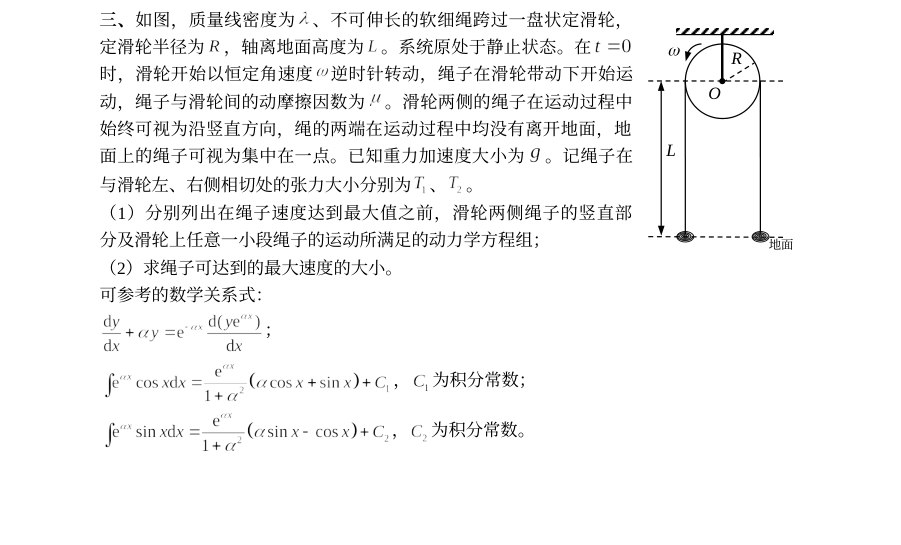 三、如图，质量线密度为 λ、不可伸长的软细绳跨过一盘状定滑轮，
定滑轮半径为 R，轴离地面高度为 L。系统原处于静止状态。在 t=0
时，滑轮开始以恒定角速度 ω 逆时针转动，绳子在滑轮带动下开始运
动，绳子与滑轮间的动摩擦因数为 μ。滑轮两侧的绳子在运动过程中
始终可视为沿竖直方向，绳的两端在运动过程中均没有离开地面，地
面上的绳子可视为集中在一点。已知重力加速度大小为 g。记绳子在
与滑轮左、右侧相切处的张力大小分别为 T₁、T₂。
（1）分别列出在绳子速度达到最大值之前，滑轮两侧绳子的竖直部
分及滑轮上任意一小段绳子的运动所满足的动力学方程组；
（2）求绳子可达到的最大速度的大小。
可参考的数学关系式：
dy/dx + αy = e^{-αx} d(ye^{αx})/dx；
∫e^{αx} cos xdx = e^{αx}/(1+α²) (α cos x + sin x) + C₁，C₁ 为积分常数；
∫e^{αx} sin xdx = e^{αx}/(1+α²) (α sin x - cos x) + C₂，C₂ 为积分常数。
ω
R
O
L
地面